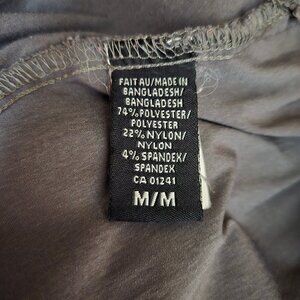 FAIT AU/MADE IN
BANGLADESH/
BANGLADESH
74% POLYESTER/
POLYESTER
22% NYLON/
NYLON
4% SPANDEX/
SPANDEX
CA 01241
M/M